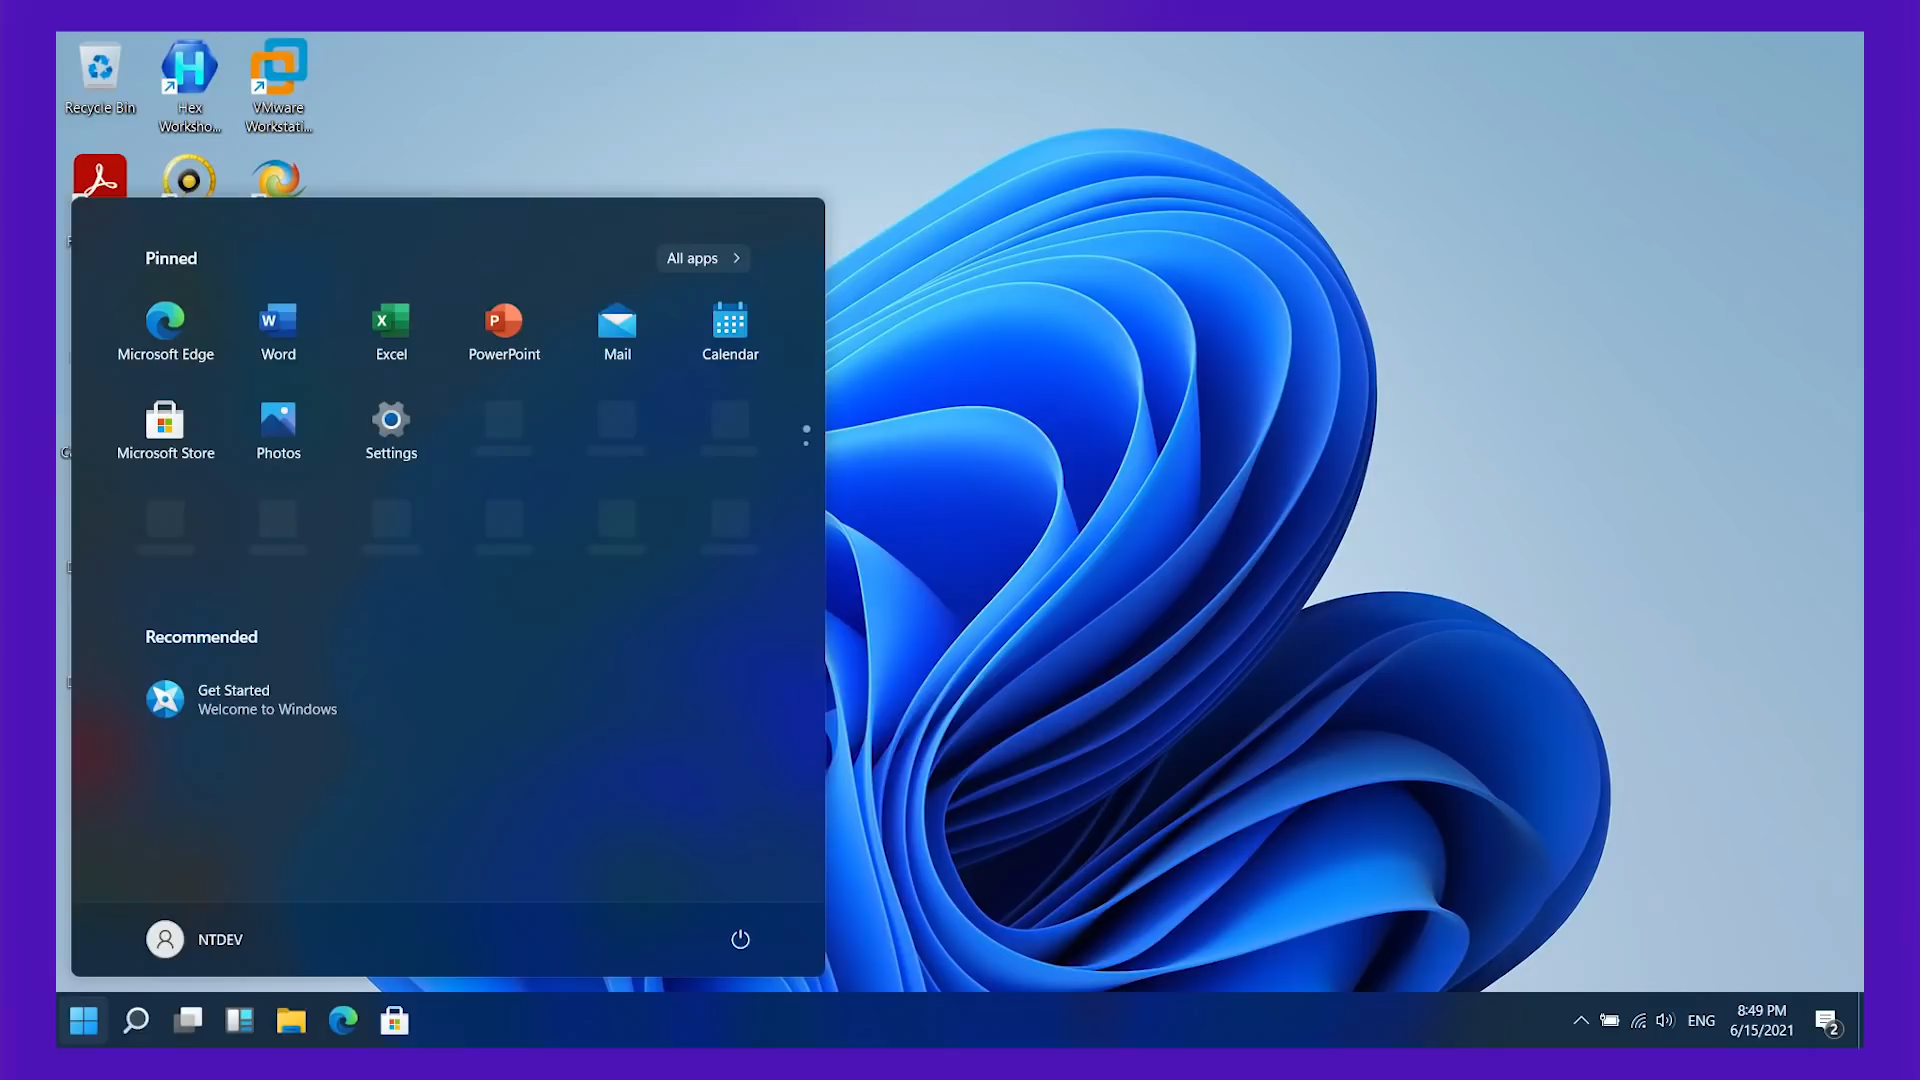 Recycle Bin
Hex
Worksho...
VMware
Workstati...
Pinned
All apps
Microsoft Edge
Word
Excel
PowerPoint
Mail
Calendar
Microsoft Store
Photos
Settings
Recommended
Get Started
Welcome to Windows
NTDEV
ENG
8:49 PM
6/15/2021
2